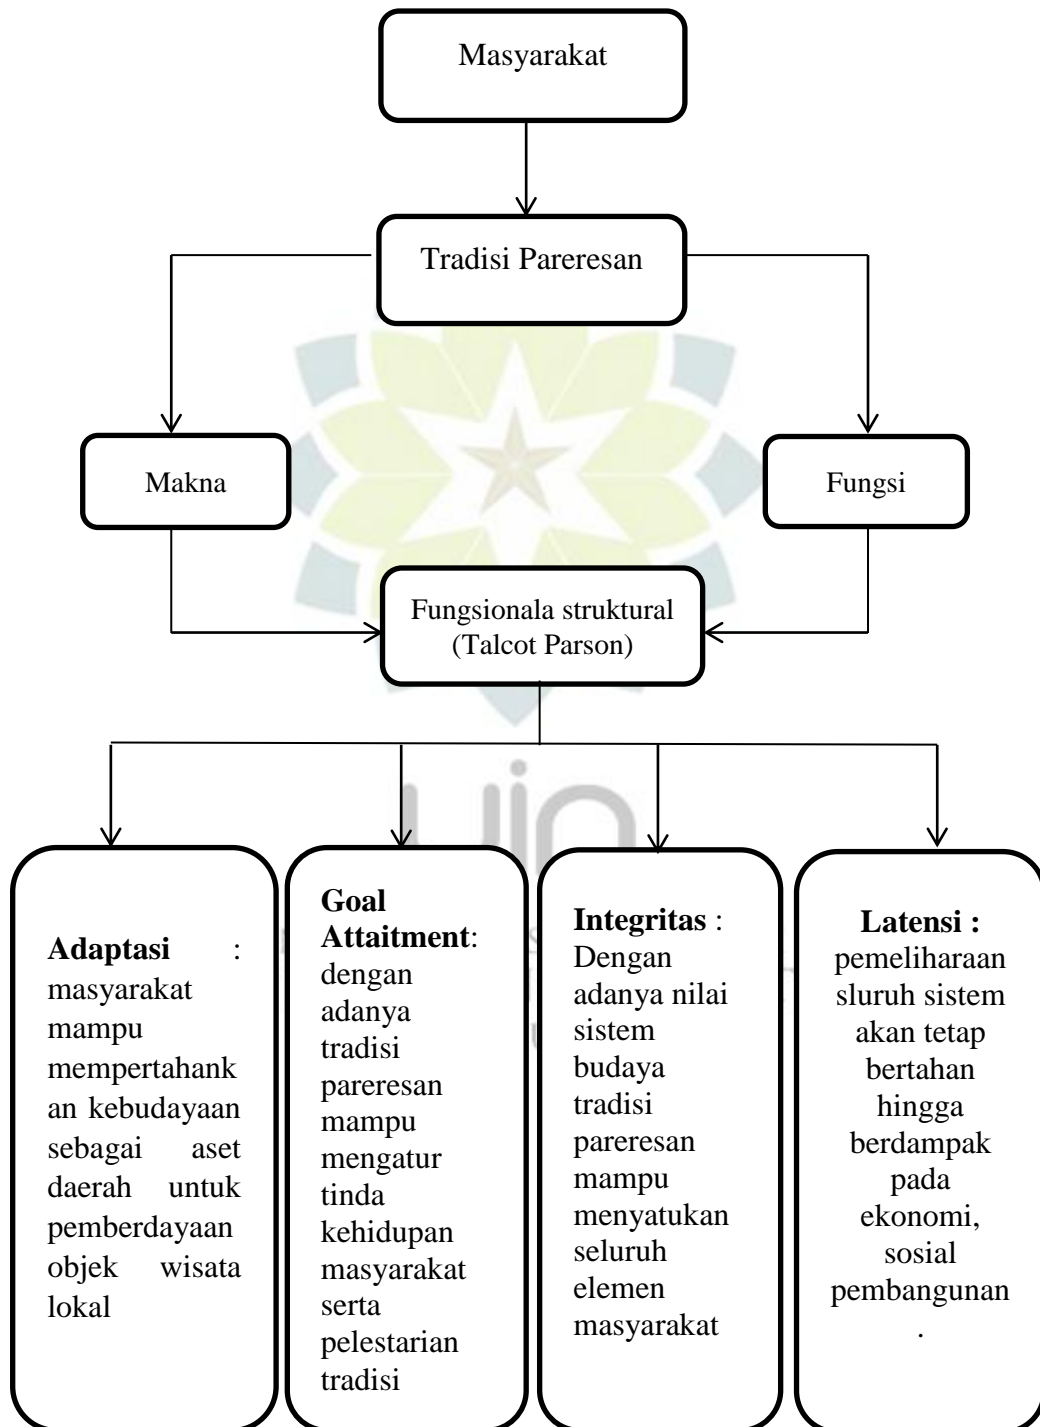 Masyarakat
Tradisi Pareresan
Makna
Fungsi
Fungsionala struktural
(Talcot Parson)
Adaptasi :
masyarakat
mampu
mempertahank
an kebudayaan
sebagai aset
daerah untuk
pemberdayaan
objek wisata
lokal
Goal
Attaitment:
dengan
adanya
tradisi
pareresan
mampu
mengatur
tinda
kehidupan
masyarakat
serta
pelestarian
tradisi
Integritas :
Dengan
adanya nilai
sistem
budaya
tradisi
pareresan
mampu
menyatukan
seluruh
elemen
masyarakat
Latensi :
pemeliharaan
sluruh sistem
akan tetap
bertahan
hingga
berdampak
pada
ekonomi,
sosial
pembangunan
.
uin